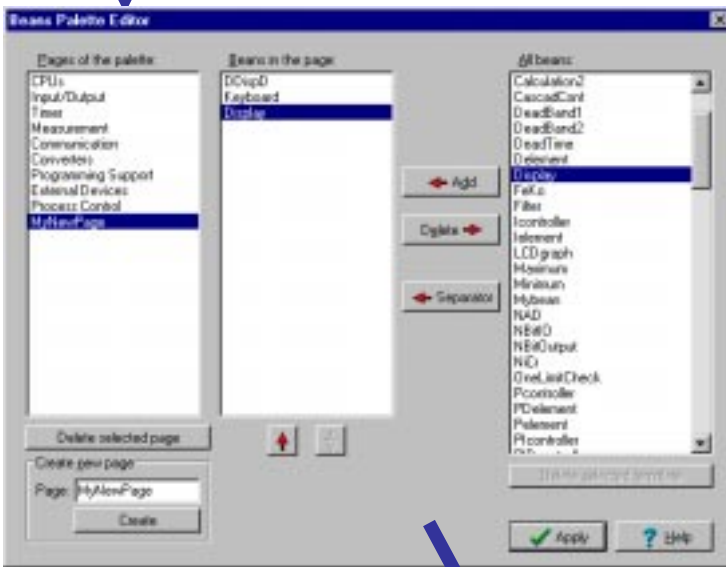 Beans Palette Editor
Pages of the palette:
CPUs
Input/Output
Timer
Measurement
Communication
Converters
Programming Support
External Devices
Process Control
MyNewPage
Delete selected page
Create new page
Page: MyNewPage
Create
Beans in the page:
DDispD
Keyboard
Display
Add
Delete
Separator
All beans:
Calculation2
CascadCont
DeadBand1
DeadBand2
DeadTime
Delement
Display
FeKo
Filter
Icontroller
Ielement
LCDgraph
Maximum
Minimum
Mybean
NAD
NBitIO
NBitOutput
NiCr
OneLimitCheck
Pcontroller
PDelement
Pelement
PIcontroller
Apply
Help